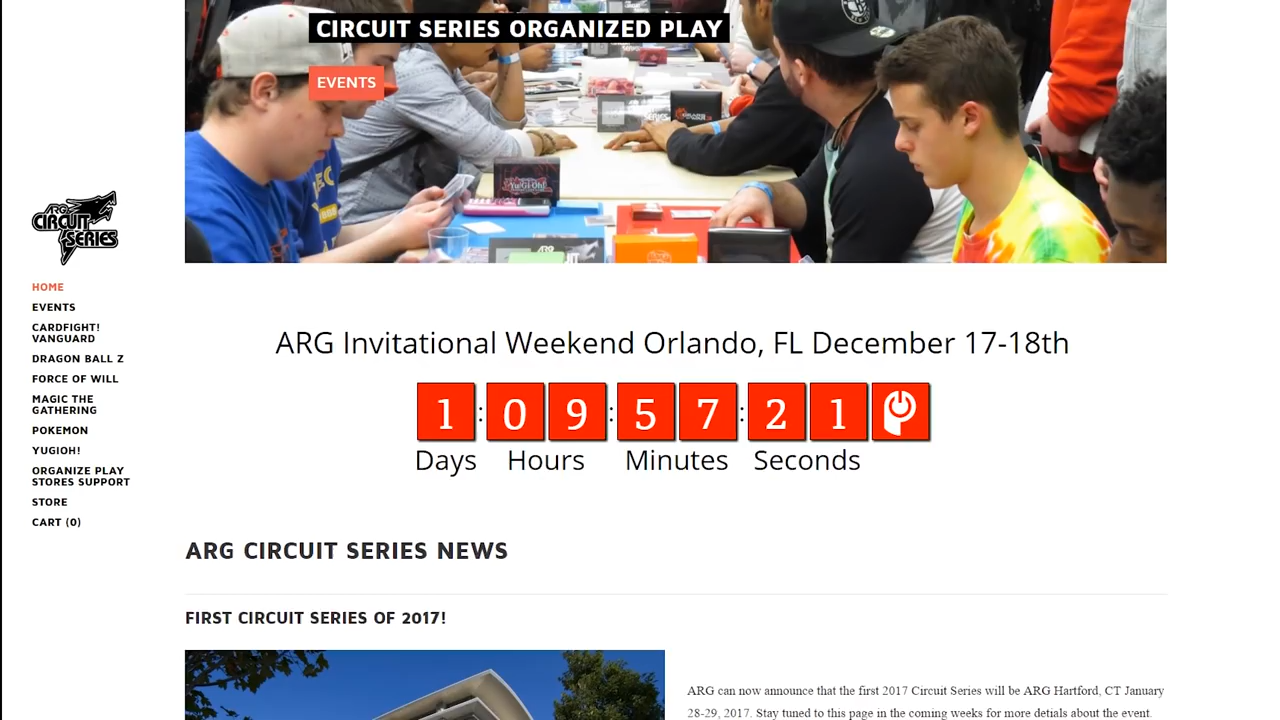 CIRCUIT SERIES ORGANIZED PLAY
EVENTS
Yu-Gi-Oh!
ARG
CIRCUIT
SERIES
HOME
EVENTS
CARDFIGHT!
VANGUARD
DRAGON BALL Z
FORCE OF WILL
MAGIC THE
GATHERING
POKEMON
YUGIOH!
ORGANIZE PLAY
STORES SUPPORT
STORE
CART (0)
ARG Invitational Weekend Orlando, FL December 17-18th
1 : 0 9 : 5 7 : 2 1
Days Hours Minutes Seconds
ARG CIRCUIT SERIES NEWS
FIRST CIRCUIT SERIES OF 2017!
ARG can now announce that the first 2017 Circuit Series will be ARG Hartford, CT January
28-29, 2017. Stay tuned to this page in the coming weeks for more detials about the event.